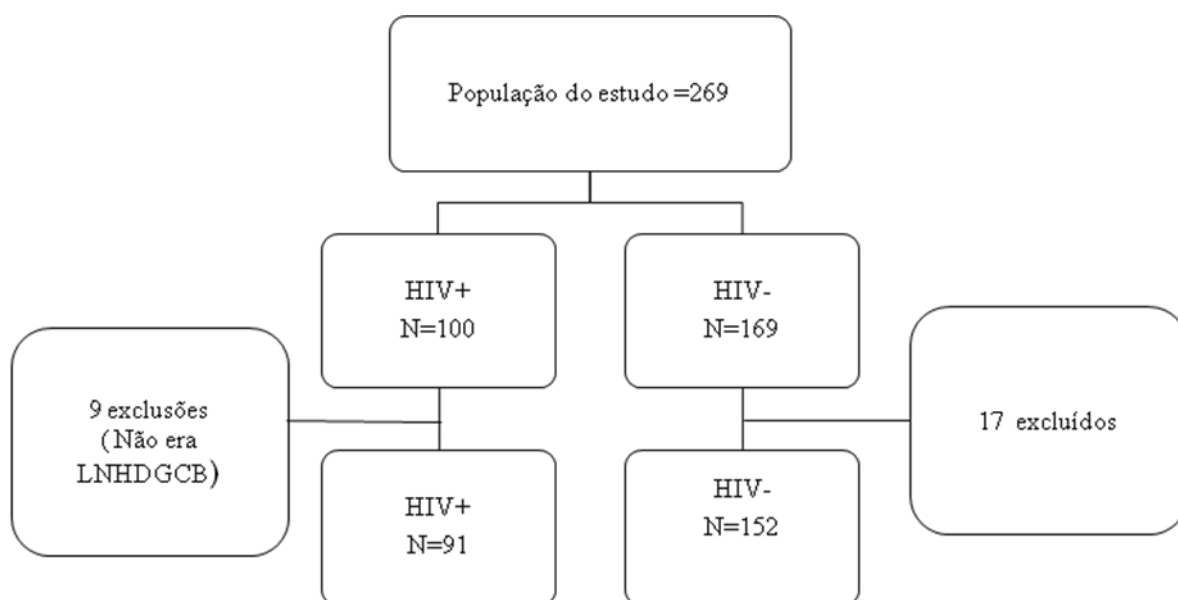 População do estudo =269
HIV+
N=100
HIV-
N=169
9 exclusões
( Não era
LNHDGCB)
17 excluídos
HIV+
N=91
HIV-
N=152